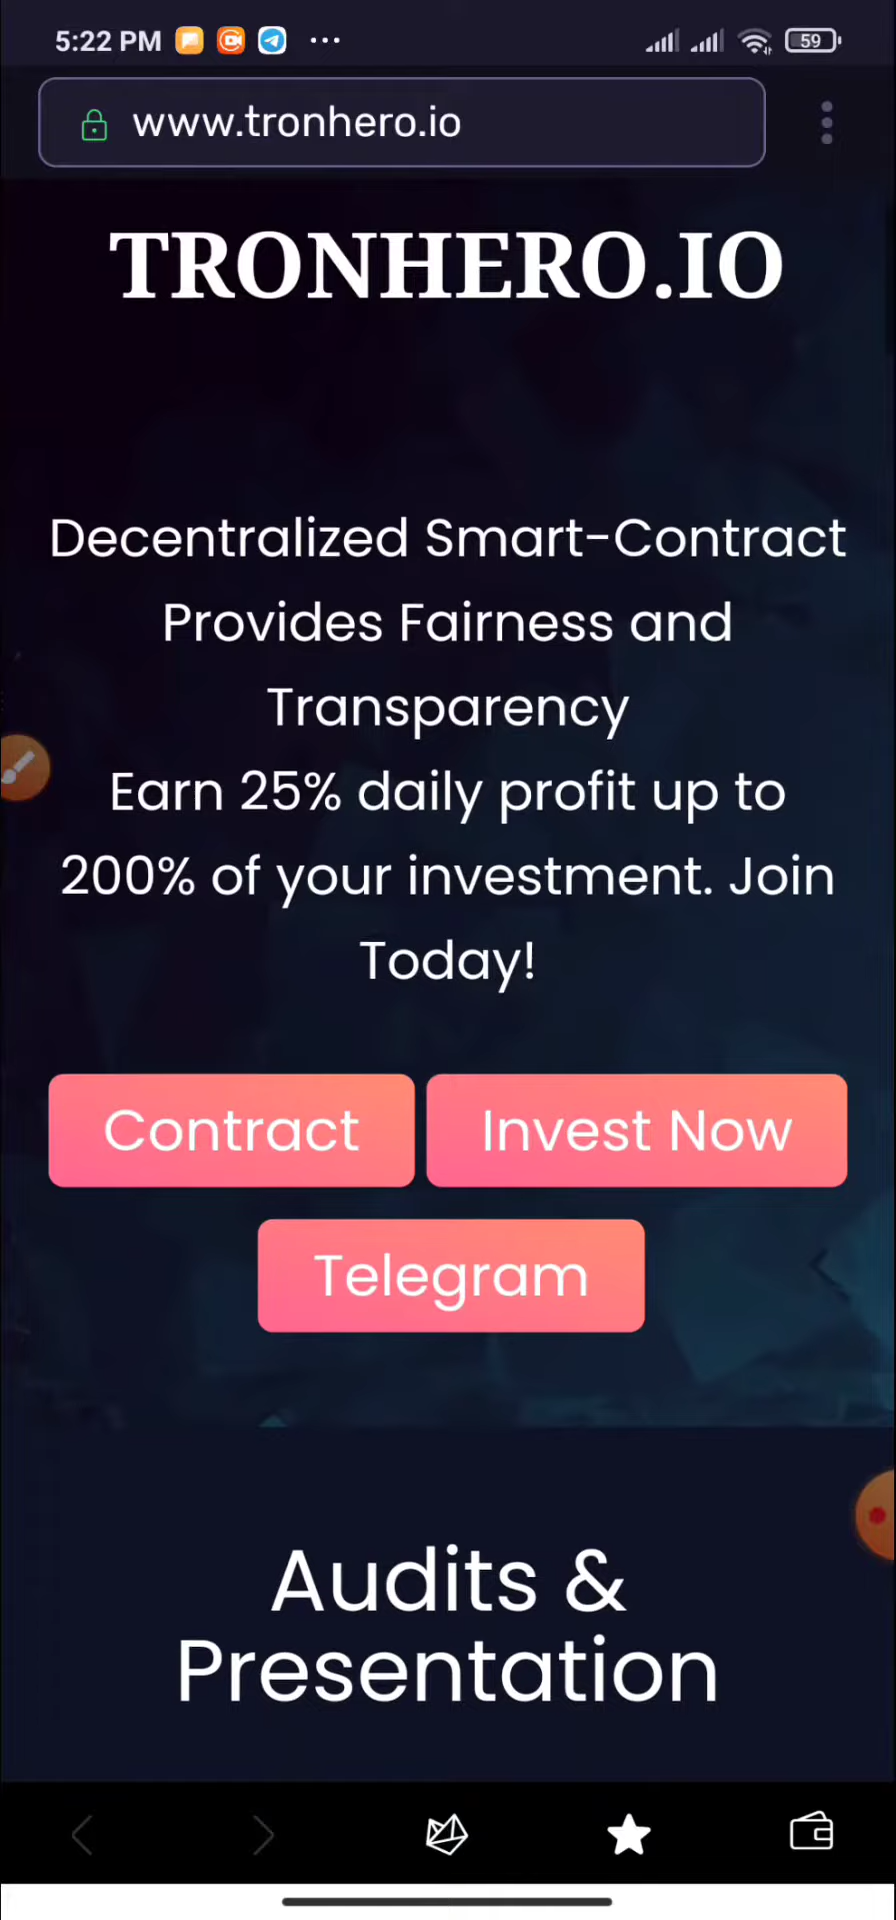 5:22 PM
59
www.tronhero.io
TRONHERO.IO
Decentralized Smart-Contract
Provides Fairness and
Transparency
Earn 25% daily profit up to
200% of your investment. Join
Today!
Contract Invest Now
Telegram
Audits &
Presentation